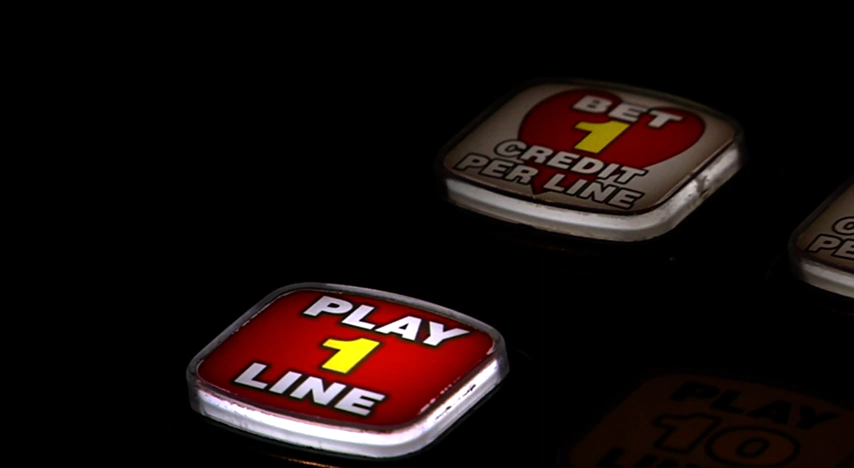 BET
1
CREDIT
PER LINE
PLAY
1
LINE
PLAY
10